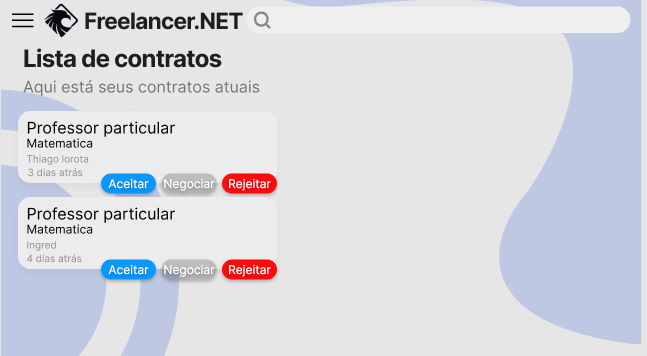 Freelancer.NET
Lista de contratos
Aqui está seus contratos atuais
Professor particular
Matematica
Thiago lorota
3 dias atrás
Aceitar Negociar Rejeitar
Professor particular
Matematica
Ingred
4 dias atrás
Aceitar Negociar Rejeitar